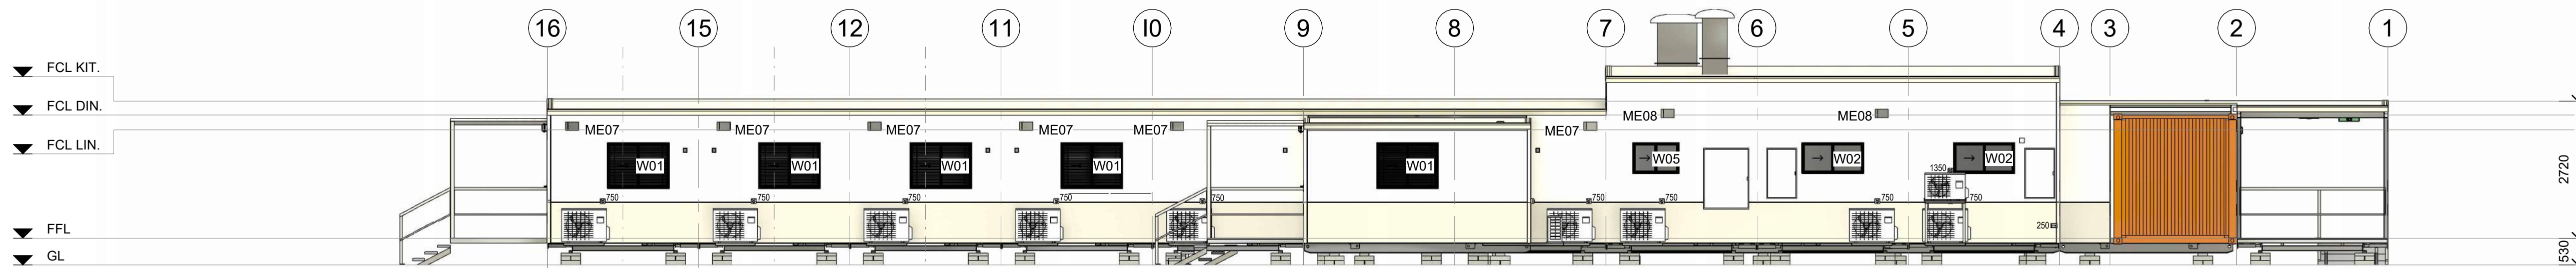 16 15 12 11 I0 9 8 7 6 5 4 3 2 1
FCL KIT.
FCL DIN.
ME08 ME08
ME07 ME07 ME07 ME07 ME07 ME07
FCL LIN.
W01 W01 W01 W01 W01 W05 W02 W02
1350
2720
750 750 750 750 750 750 750 750 750
250
FFL
530
GL